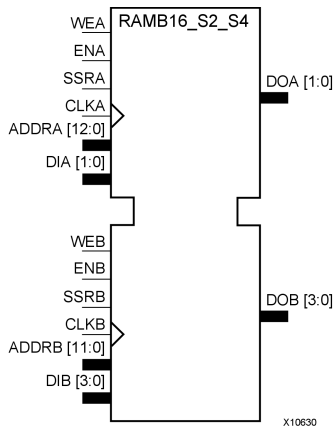 RAMB16_S2_S4
WEA
ENA
SSRA
CLKA
ADDRA [12:0]
DIA [1:0]
DOA [1:0]
WEB
ENB
SSRB
CLKB
ADDRB [11:0]
DIB [3:0]
DOB [3:0]
X10630